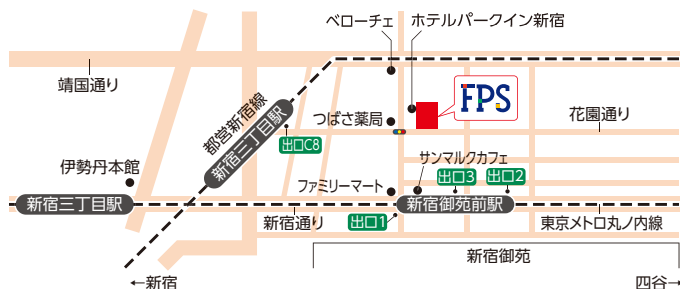 ベローチェ
ホテルパークイン新宿
靖国通り
都営新宿線
新宿三丁目駅
つばさ薬局
FPS
花園通り
出口C8
伊勢丹本館
サンマルクカフェ
ファミリーマート
出口3
出口2
新宿三丁目駅
新宿御苑前駅
新宿通り
出口1
東京メトロ丸ノ内線
新宿御苑
←新宿
四谷→